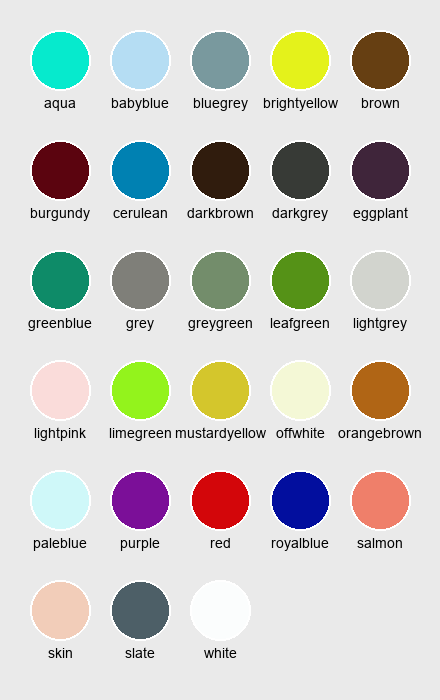 aqua babyblue bluegrey brightyellow brown
burgundy cerulean darkbrown darkgrey eggplant
greenblue grey greygreen leafgreen lightgrey
lightpink limegreen mustardyellow offwhite orangebrown
paleblue purple red royalblue salmon
skin slate white